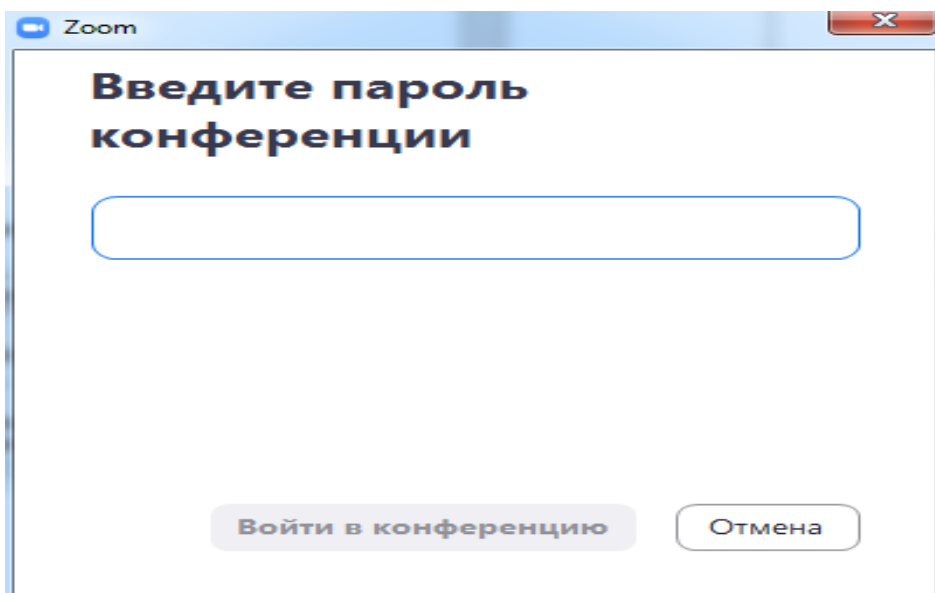 Zoom
Введите пароль
конференции
Войти в конференцию
Отмена